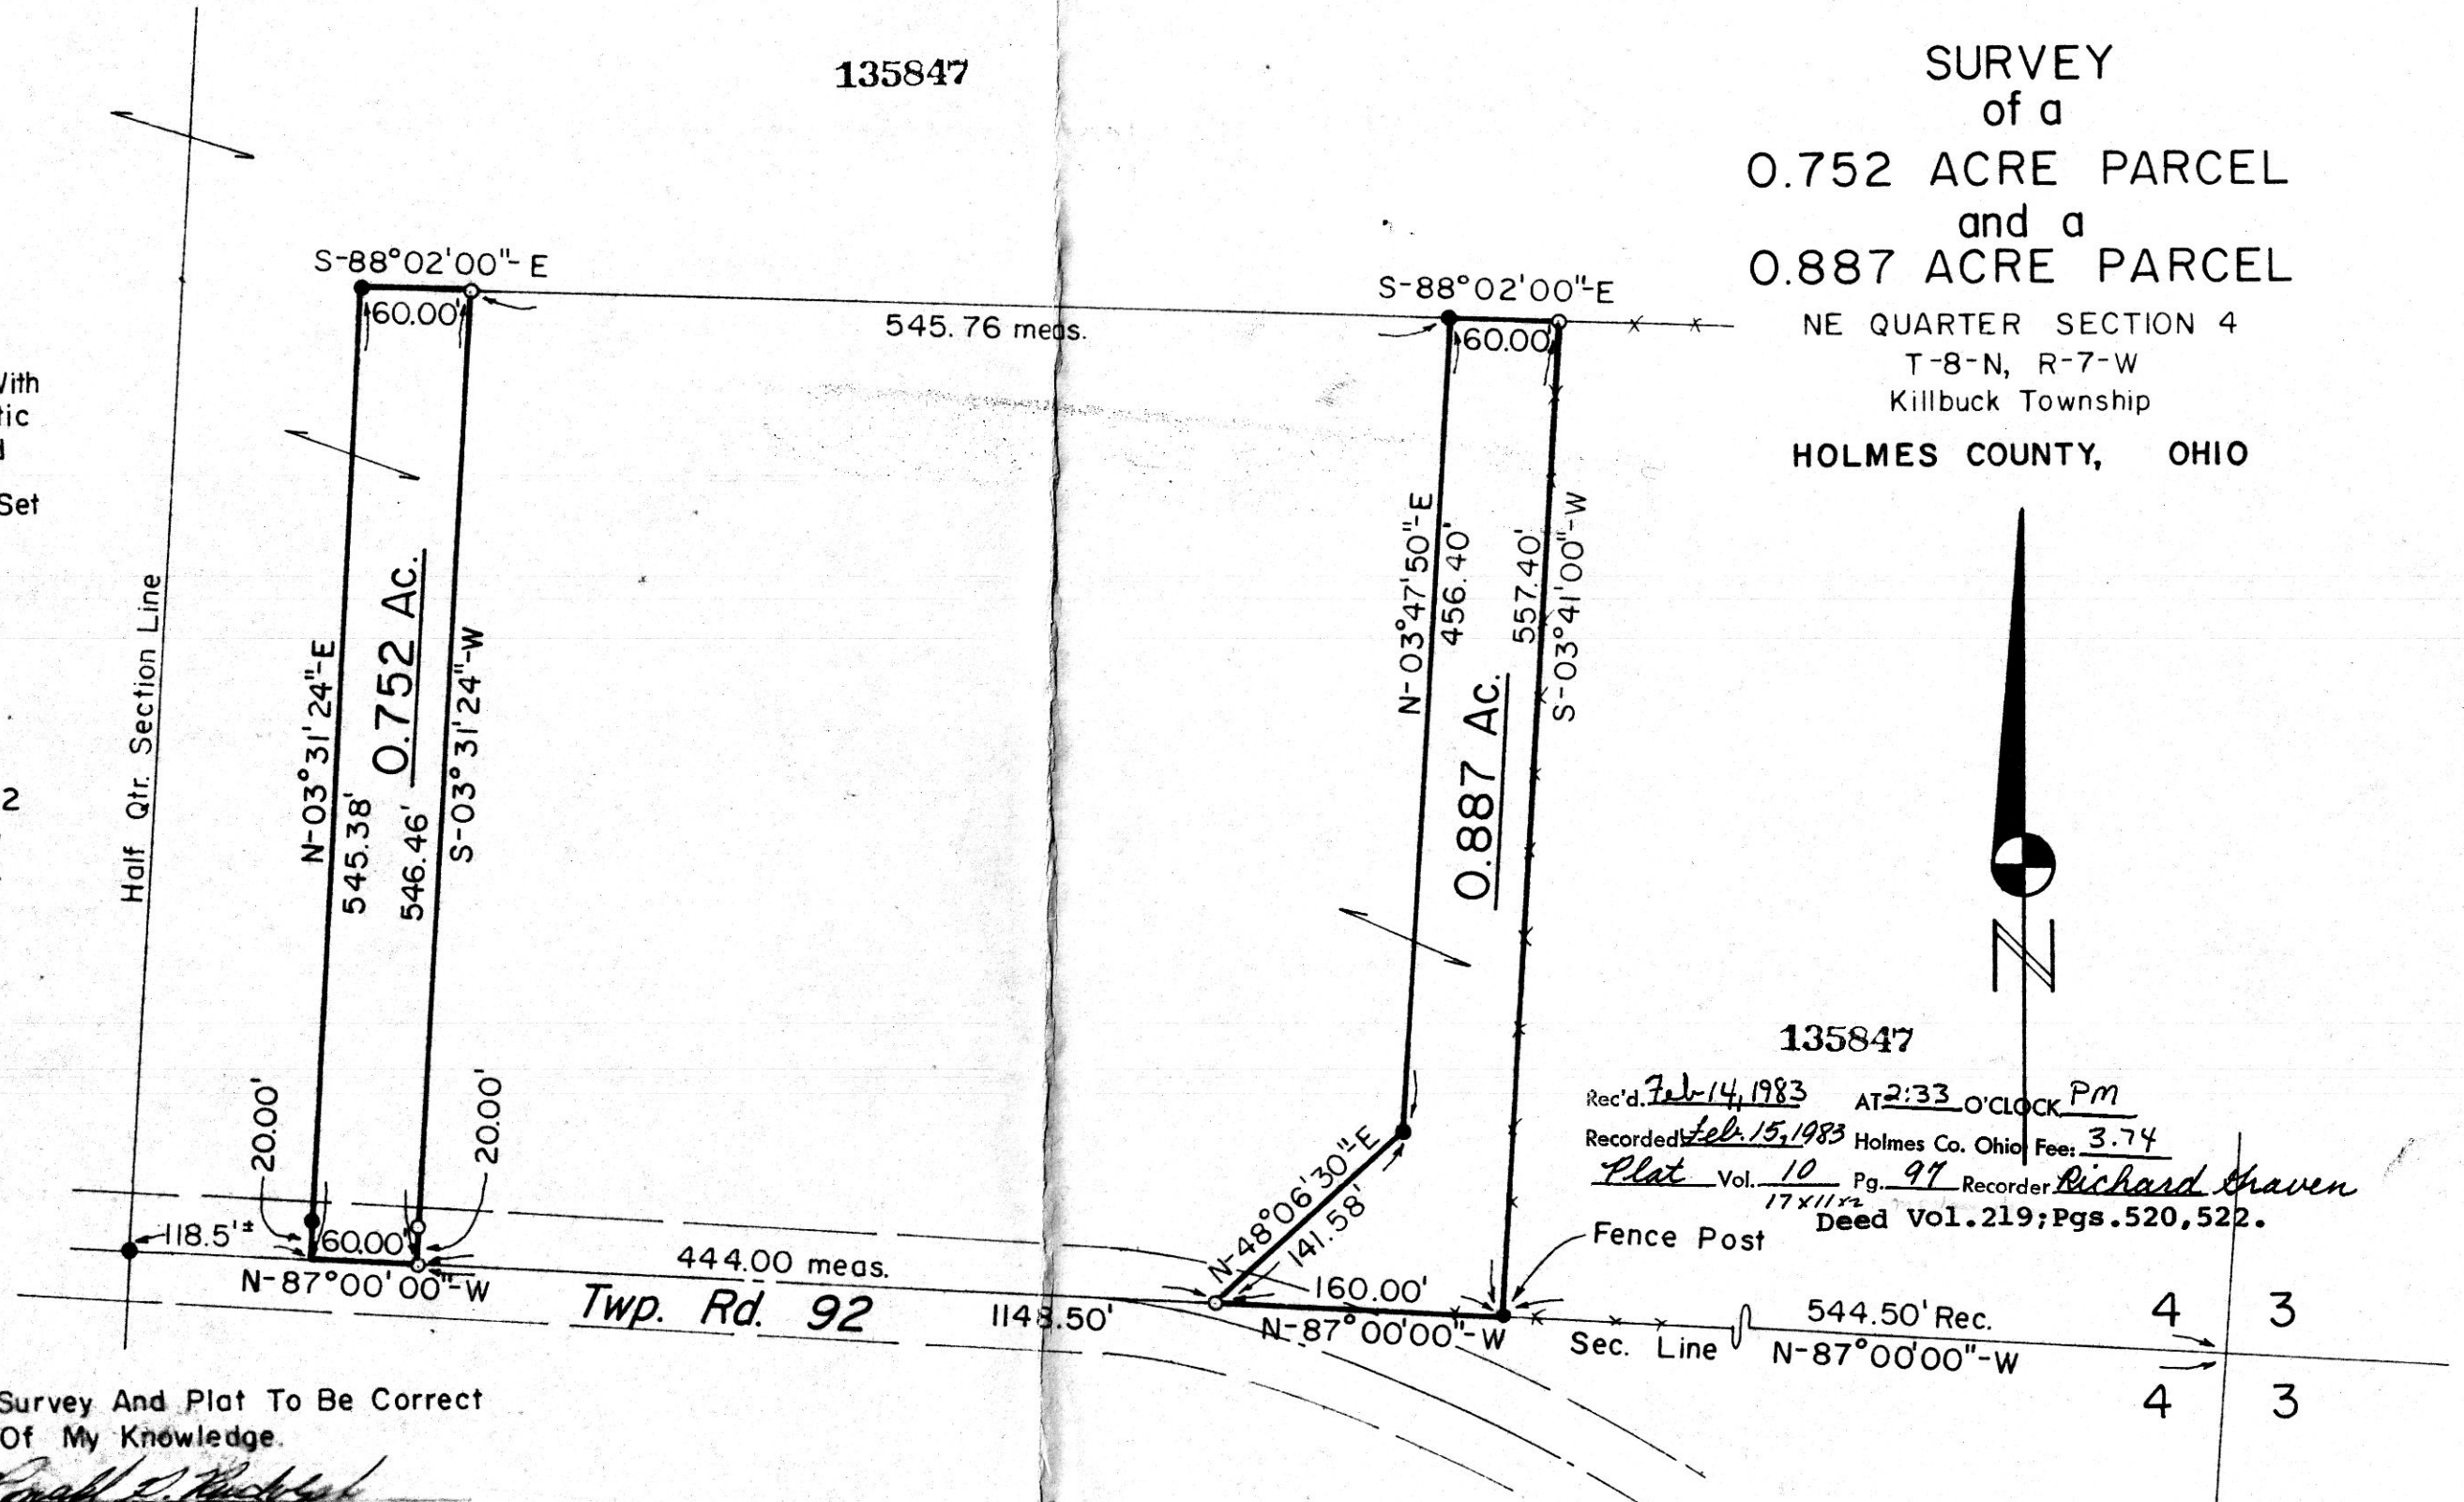 135847
SURVEY
of a
0.752 ACRE PARCEL
and a
0.887 ACRE PARCEL
NE QUARTER SECTION 4
T-8-N, R-7-W
Killbuck Township
HOLMES COUNTY, OHIO
S-88°02'00"-E
60.00'
545.76 meas.
S-88°02'00"-E
60.00'
Set
2
Half Qtr. Section Line
N-03°31'24"-E
545.38'
0.752 Ac.
546.46'
S-03°31'24"-W
N-03°47'50"-E
456.40'
0.887 Ac.
557.40'
S-03°41'00"-W
N
20.00'
20.00'
118.5'±
60.00'
N-87°00'00"-W
444.00 meas.
Twp. Rd. 92
1148.50'
N-48°06'30"-E
141.58'
160.00'
N-87°00'00"-W
Fence Post
Sec. Line
544.50' Rec.
N-87°00'00"-W
4 3
4 3
135847
Rec'd. Feb 14, 1983 AT 2:33 O'CLOCK PM
Recorded Feb. 15, 1983 Holmes Co. Ohio Fee: 3.74
Plat Vol. 10 Pg. 97 Recorder Richard Graven
17x11x2
Deed Vol.219;Pgs.520,522.
Survey And Plat To Be Correct
Of My Knowledge.